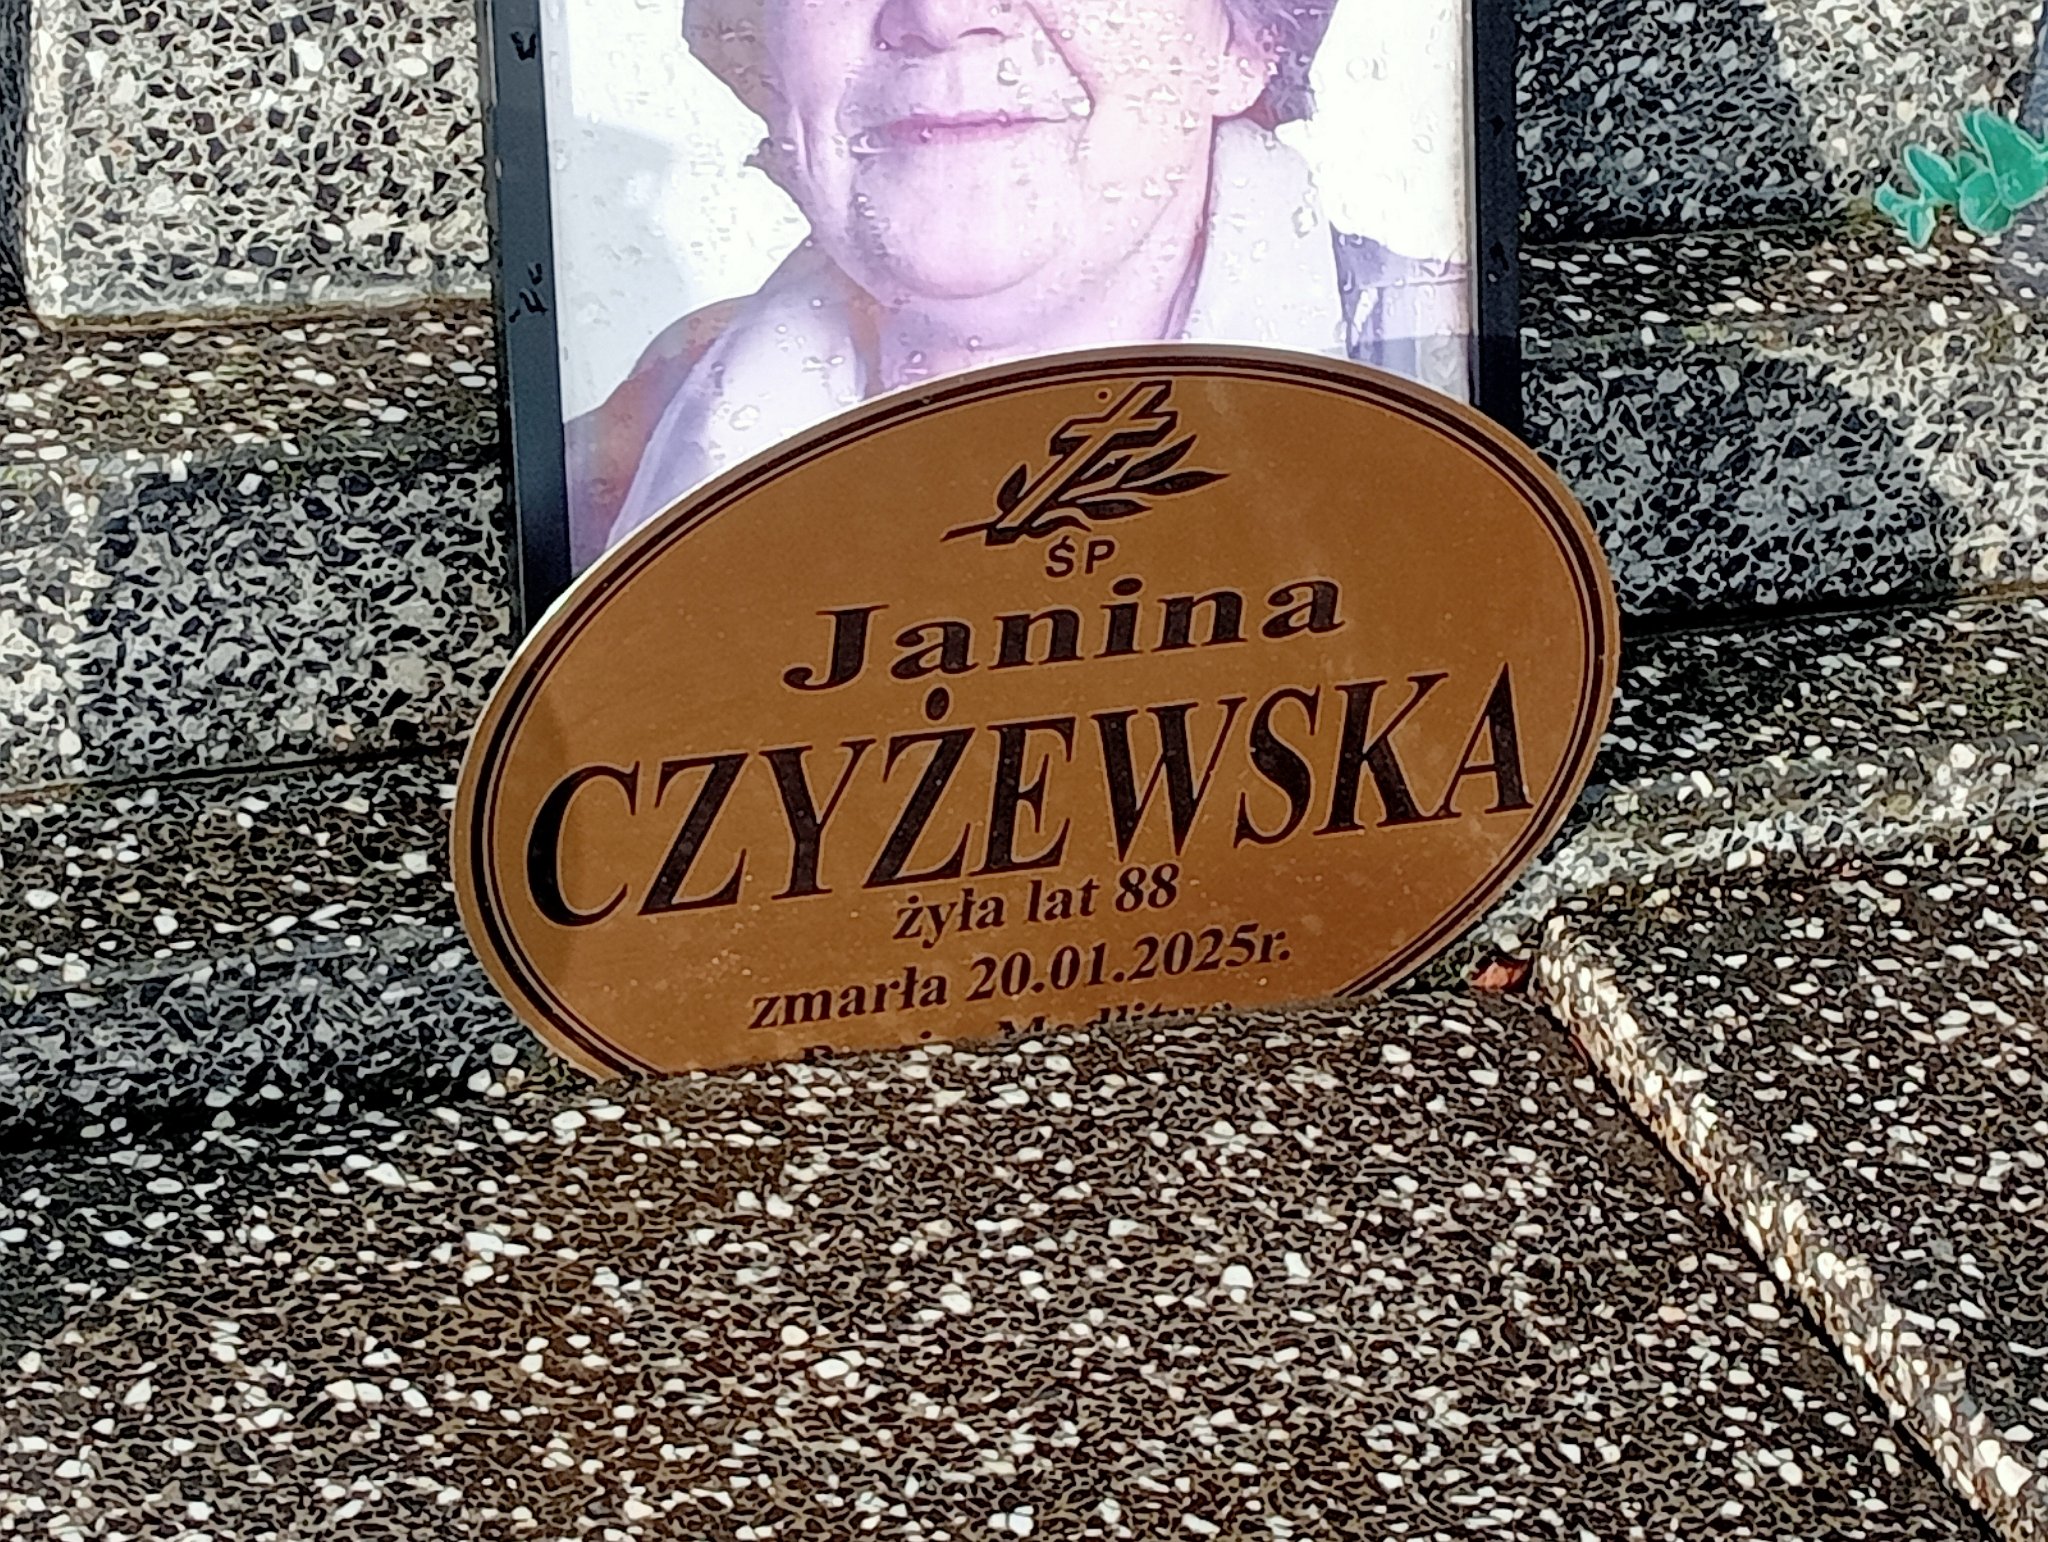 ŚP
Janina
CZYŻEWSKA
żyła lat 88
zmarła 20.01.2025r.